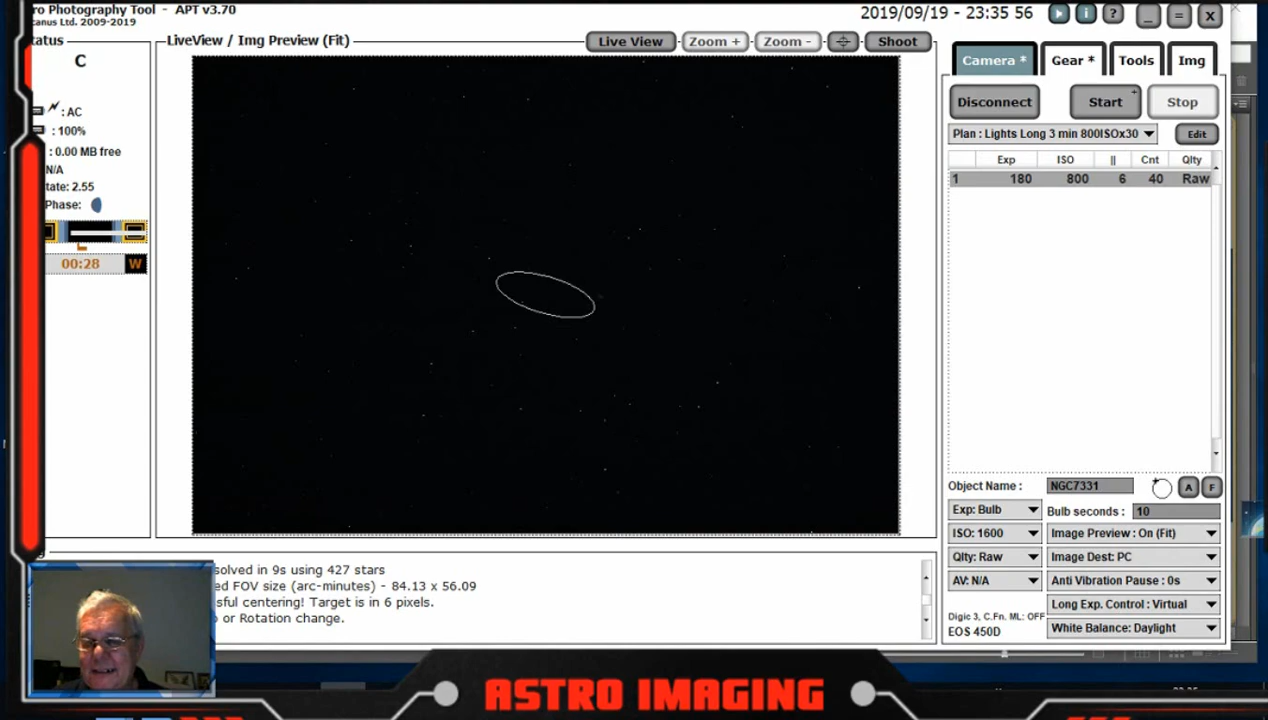 ro Photography Tool - APT v3.70
canus Ltd. 2009-2019
2019/09/19 - 23:35 56
i ? _ = X
tatus
LiveView / Img Preview (Fit)
Live View Zoom + Zoom - Shoot
Camera * Gear * Tools Img
C
Disconnect Start + Stop
: AC
: 100%
: 0.00 MB free
N/A
tate: 2.55
Phase:
00:28 W
Plan : Lights Long 3 min 800ISOx30 Edit
Exp ISO || Cnt Qlty
1 180 800 6 40 Raw
Object Name : NGC7331 A F
Exp: Bulb Bulb seconds : 10
ISO: 1600 Image Preview : On (Fit)
Qlty: Raw Image Dest: PC
AV: N/A Anti Vibration Pause : 0s
Long Exp. Control : Virtual
Digic 3, C.Fn. ML: OFF
EOS 450D White Balance: Daylight
solved in 9s using 427 stars
ed FOV size (arc-minutes) - 84.13 x 56.09
sful centering! Target is in 6 pixels.
or Rotation change.
ASTRO IMAGING